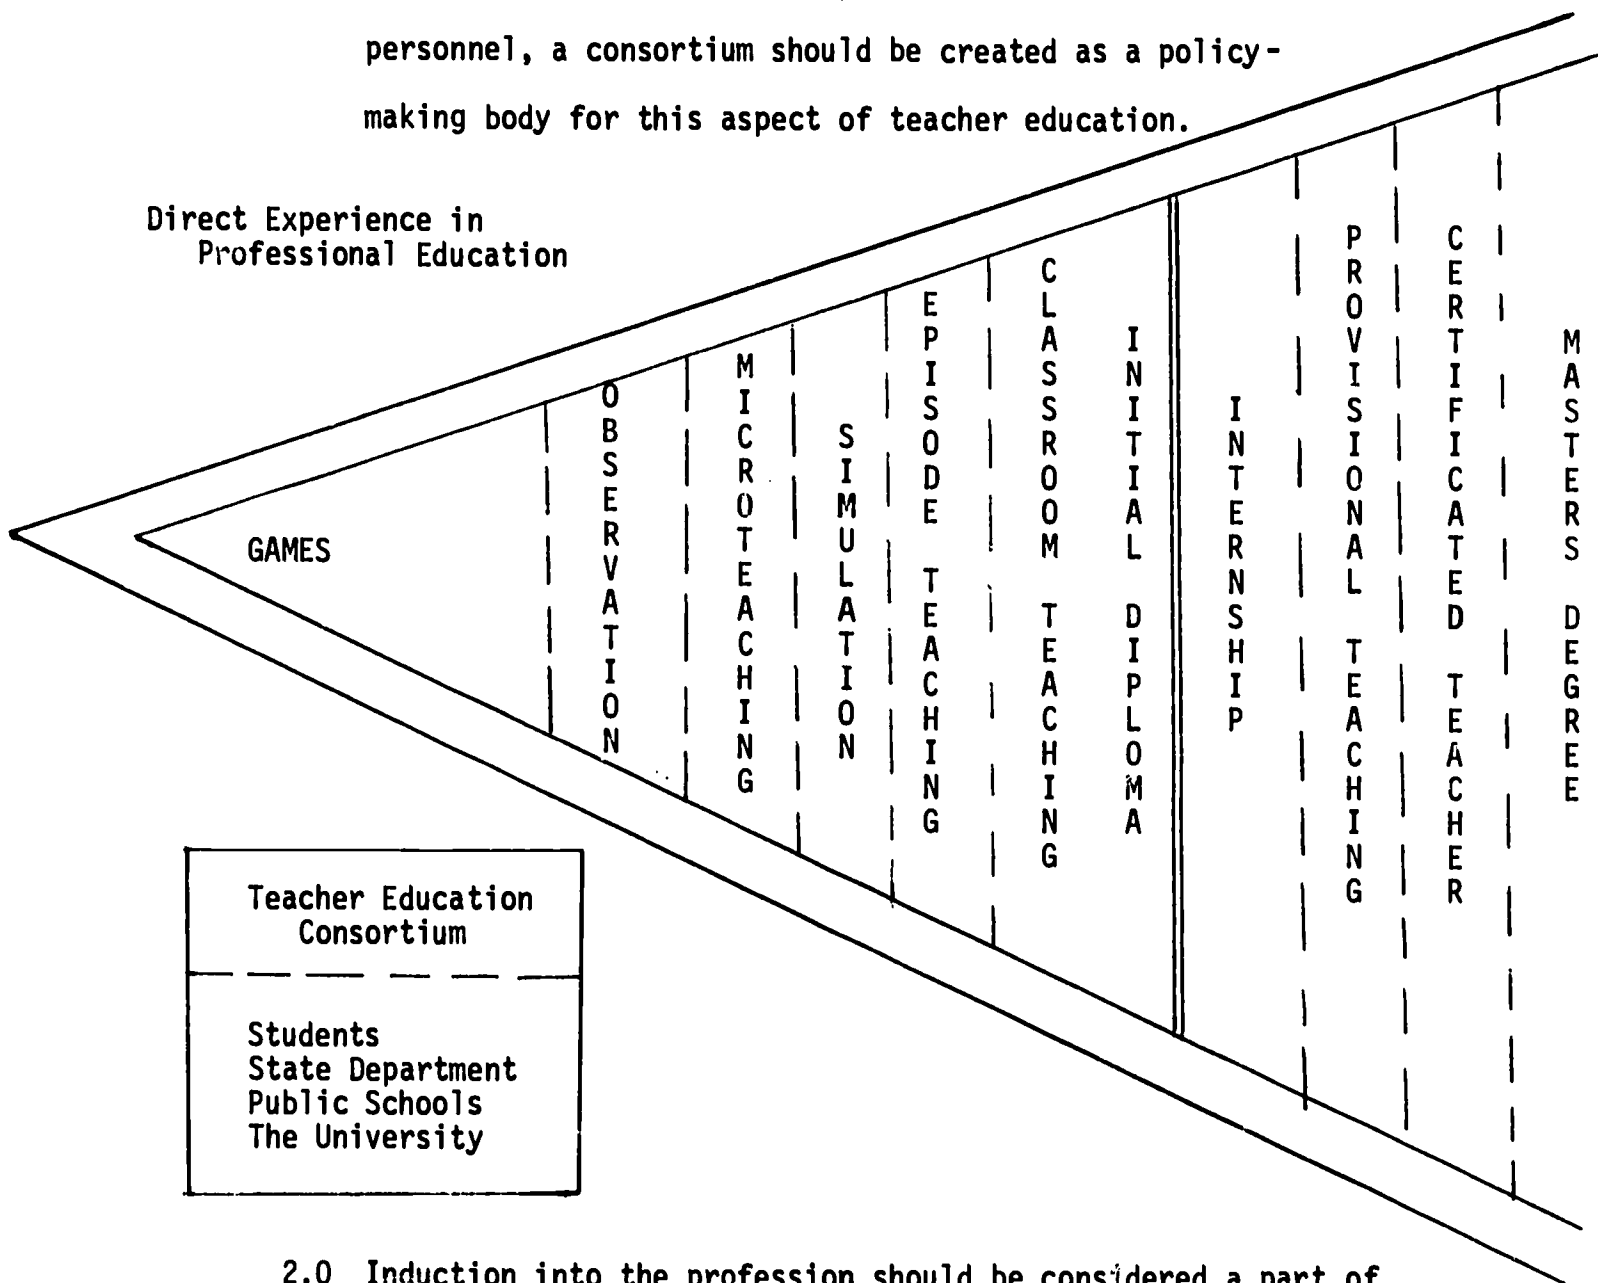 personnel, a consortium should be created as a policy-
making body for this aspect of teacher education.
Direct Experience in
Professional Education
GAMES
OBSERVATION
MICROTEACHING
SIMULATION
EPISODE TEACHING
CLASSROOM TEACHING
INITIAL DIPLOMA
INTERNSHIP
PROVISIONAL TEACHING
CERTIFICATED TEACHER
MASTERS DEGREE
Teacher Education
Consortium
Students
State Department
Public Schools
The University
2.0 Induction into the profession should be considered a part of